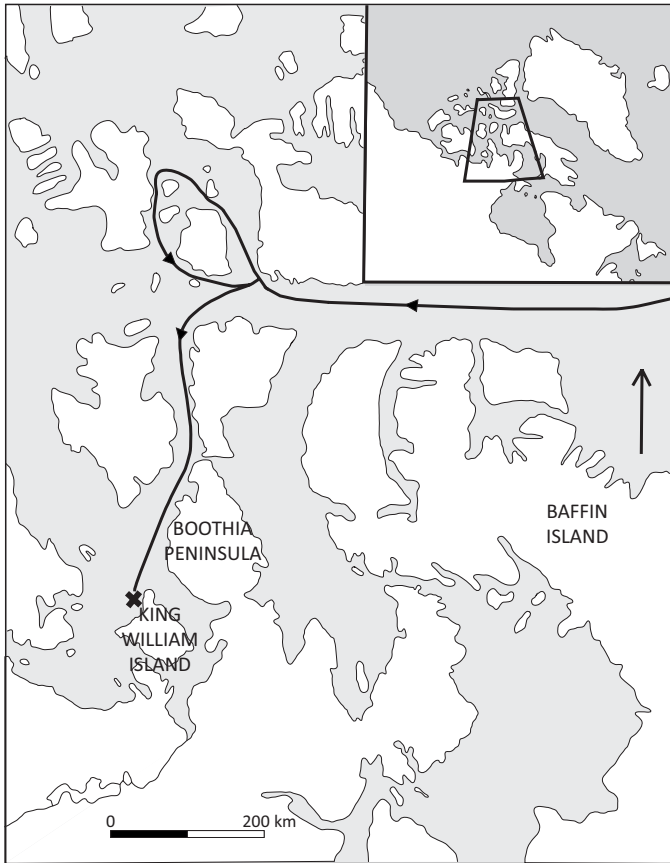 BOOTHIA
PENINSULA
BAFFIN
ISLAND
KING
WILLIAM
ISLAND
0 200 km